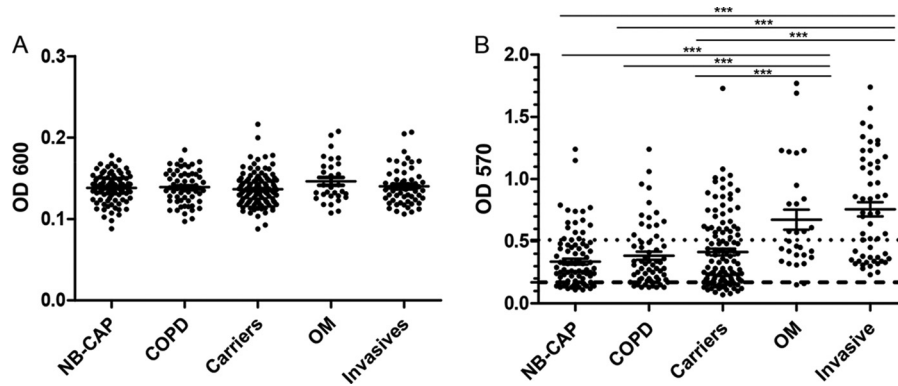 A
OD 600
0.3
0.2
0.1
0.0
NB-CAP
COPD
Carriers
OM
Invasives
B
***
***
***
***
***
***
OD 570
2.0
1.5
1.0
0.5
0.0
NB-CAP
COPD
Carriers
OM
Invasive